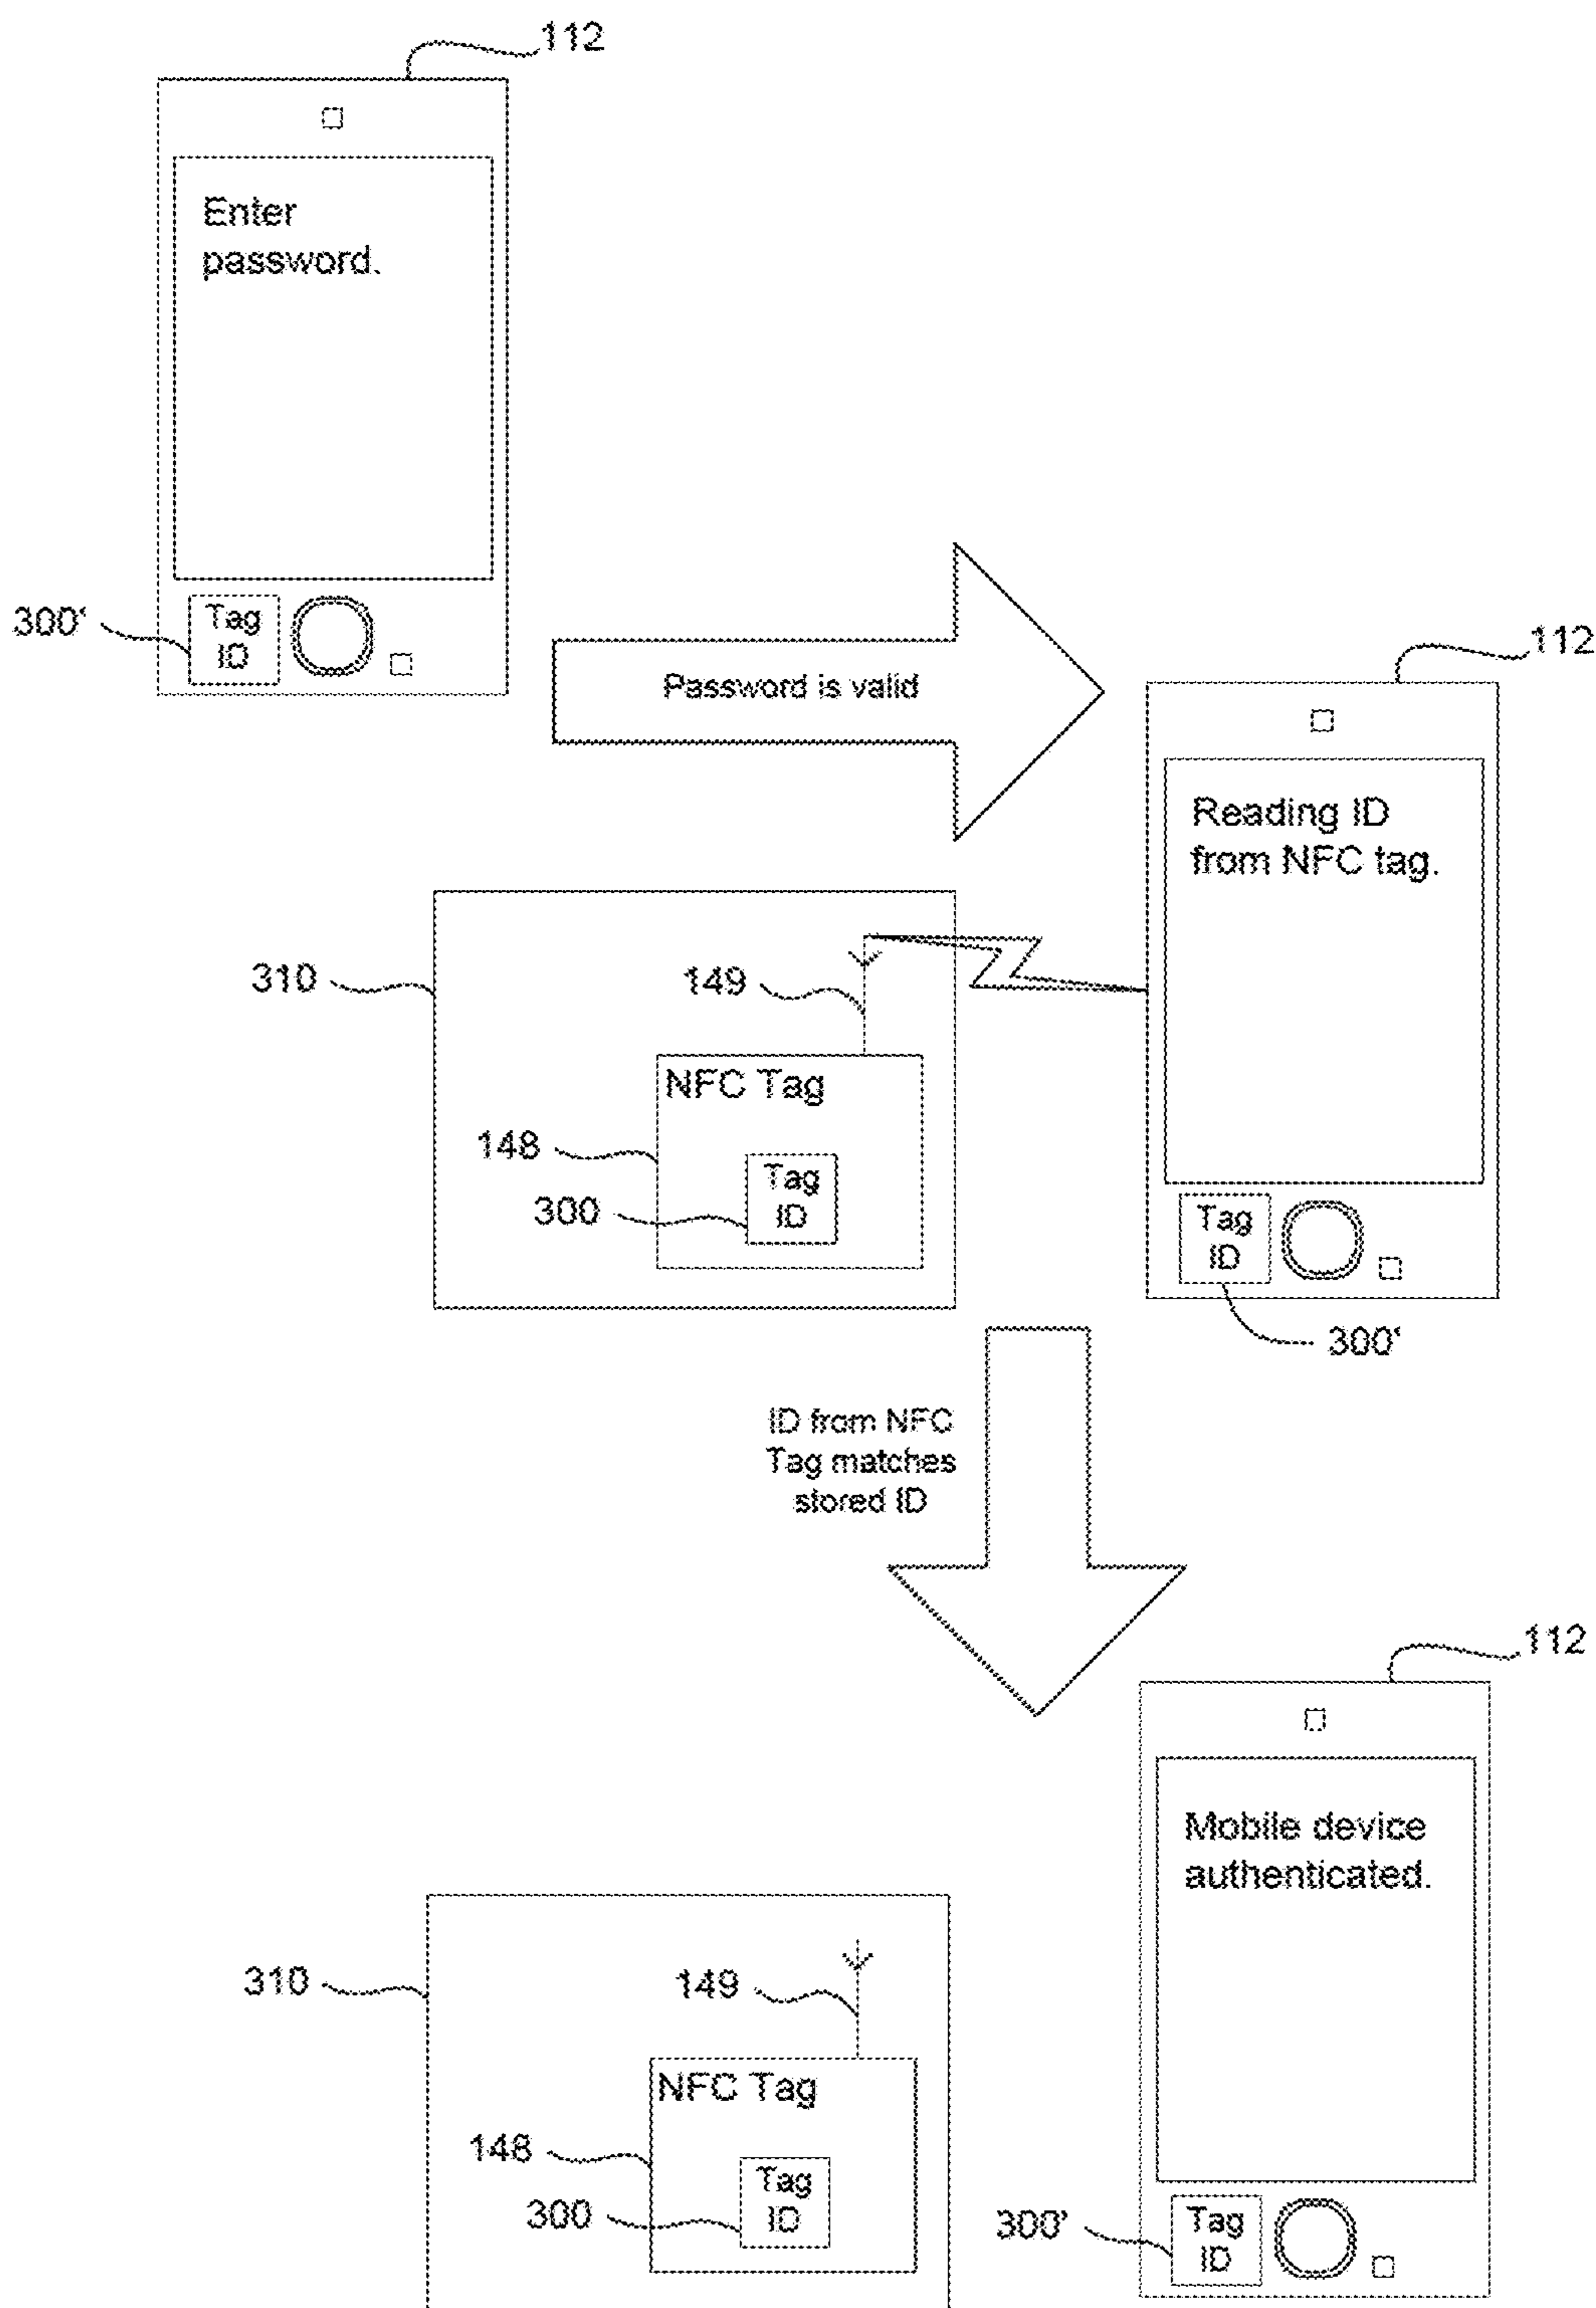 112
Enter
password.
300'
Tag
ID
Password is valid
112
Reading ID
from NFC tag.
310
149
NFC Tag
148
Tag
ID
300
Tag
ID
300'
ID from NFC
Tag matches
stored ID
112
Mobile device
authenticated.
310
149
NFC Tag
148
Tag
ID
300
300'
Tag
ID